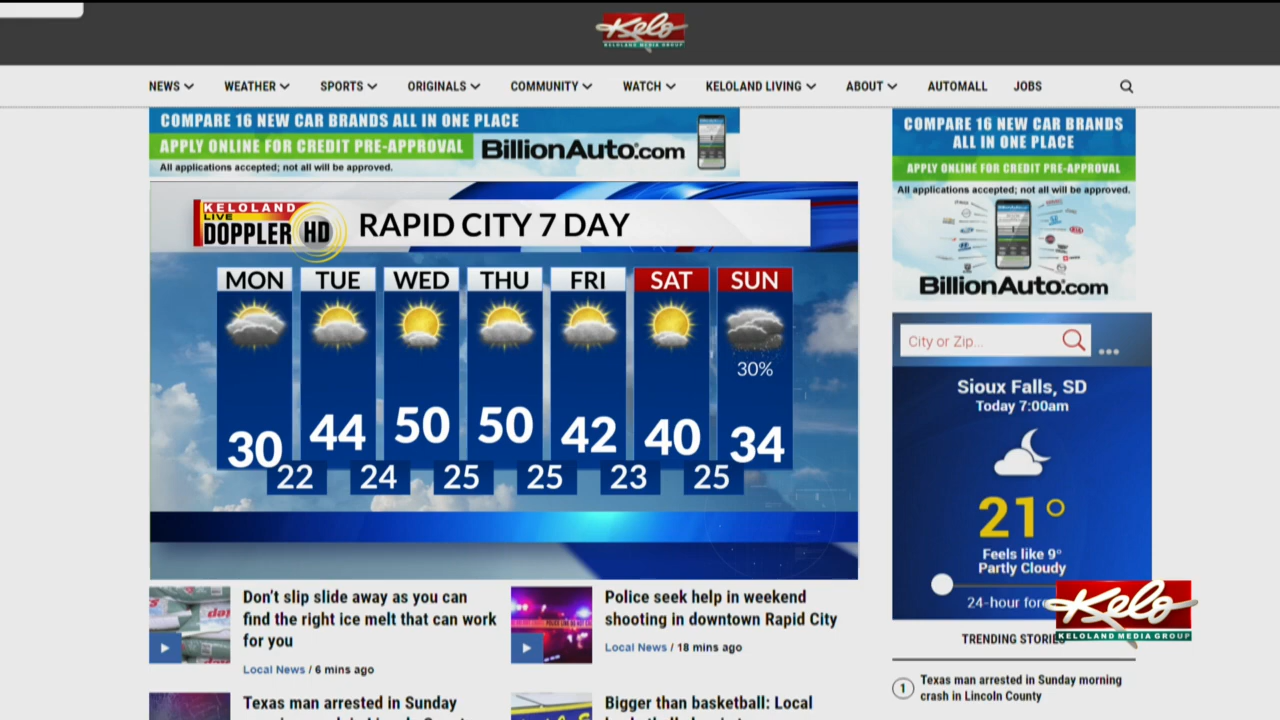 Kelo
KELOLAND MEDIA GROUP
NEWS
WEATHER
SPORTS
ORIGINALS
COMMUNITY
WATCH
KELOLAND LIVING
ABOUT
AUTOMALL
JOBS
COMPARE 16 NEW CAR BRANDS ALL IN ONE PLACE
APPLY ONLINE FOR CREDIT PRE-APPROVAL
BillionAuto.com
All applications accepted; not all will be approved.
KELOLAND
LIVE
DOPPLER HD
RAPID CITY 7 DAY
MON TUE WED THU FRI SAT SUN
30%
30 44 50 50 42 40 34
22 24 25 25 23 25
Don't slip slide away as you can
find the right ice melt that can work
for you
Local News / 6 mins ago
Police seek help in weekend
shooting in downtown Rapid City
Local News / 18 mins ago
Texas man arrested in Sunday
Bigger than basketball: Local
COMPARE 16 NEW CAR BRANDS
ALL IN ONE PLACE
APPLY ONLINE FOR CREDIT PRE-APPROVAL
All applications accepted; not all will be approved.
BillionAuto.com
City or Zip...
Sioux Falls, SD
Today 7:00am
21°
Feels like 9°
Partly Cloudy
24-hour
Kelo
KELOLAND MEDIA GROUP
TRENDING STORIES
1
Texas man arrested in Sunday morning
crash in Lincoln County